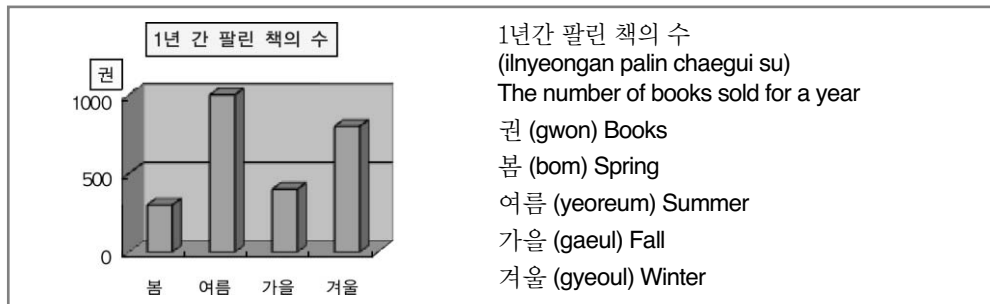 1년 간 팔린 책의 수
권
1000
500
0
봄 여름 가을 겨울
1년간 팔린 책의 수
(ilnyeongan palin chaegui su)
The number of books sold for a year
권 (gwon) Books
봄 (bom) Spring
여름 (yeoreum) Summer
가을 (gaeul) Fall
겨울 (gyeoul) Winter